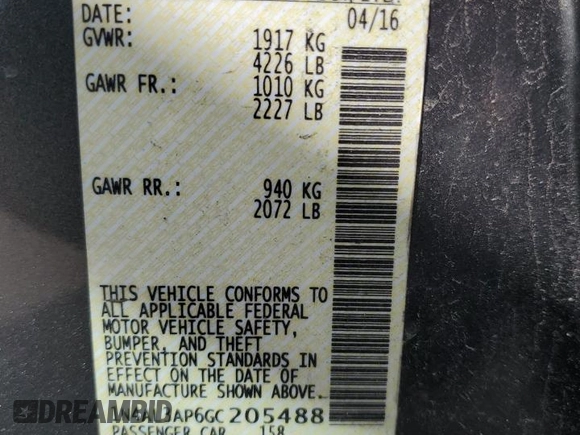 DATE: 04/16
GVWR: 1917 KG
4226 LB
GAWR FR.: 1010 KG
2227 LB
GAWR RR.: 940 KG
2072 LB
THIS VEHICLE CONFORMS TO
ALL APPLICABLE FEDERAL
MOTOR VEHICLE SAFETY,
BUMPER, AND THEFT
PREVENTION STANDARDS IN
EFFECT ON THE DATE OF
MANUFACTURE SHOWN ABOVE.
AP6GC205488
PASSENGER CAR 158
DREAMBID